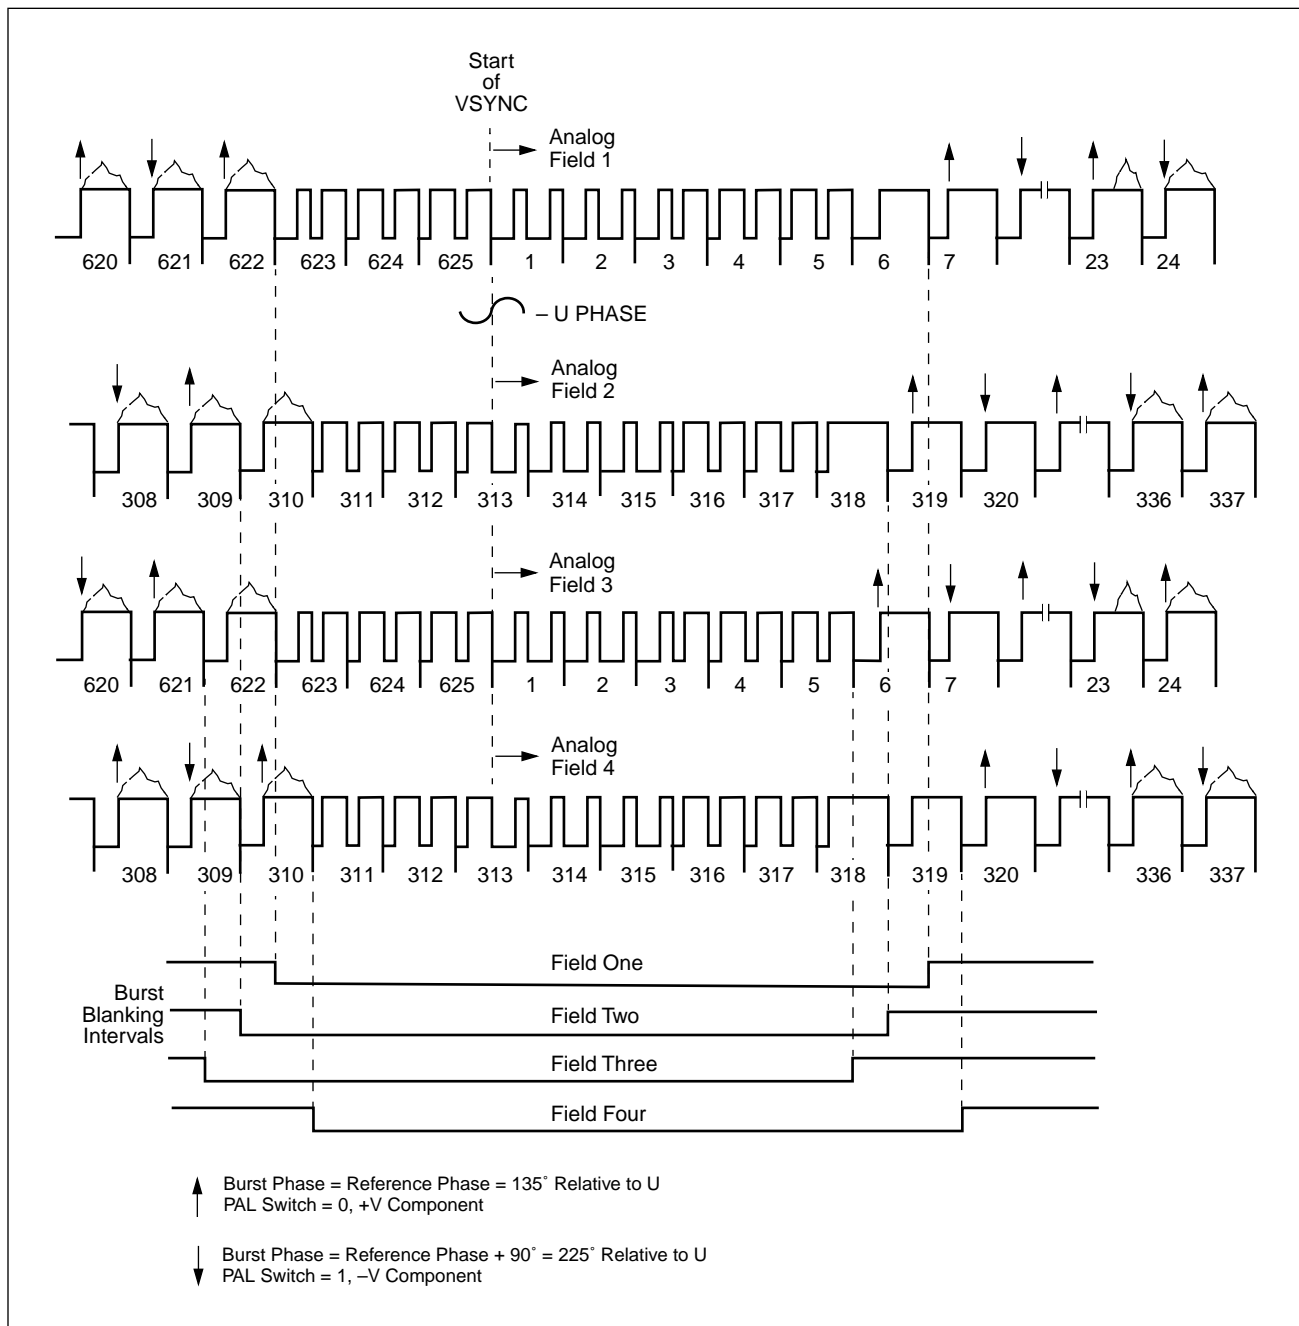 Start
of
VSYNC
Analog
Field 1
620 621 622 623 624 625 1 2 3 4 5 6 7 23 24
– U PHASE
Analog
Field 2
308 309 310 311 312 313 314 315 316 317 318 319 320 336 337
Analog
Field 3
620 621 622 623 624 625 1 2 3 4 5 6 7 23 24
Analog
Field 4
308 309 310 311 312 313 314 315 316 317 318 319 320 336 337
Burst
Blanking
Intervals
Field One
Field Two
Field Three
Field Four
Burst Phase = Reference Phase = 135° Relative to U
PAL Switch = 0, +V Component
Burst Phase = Reference Phase + 90° = 225° Relative to U
PAL Switch = 1, –V Component